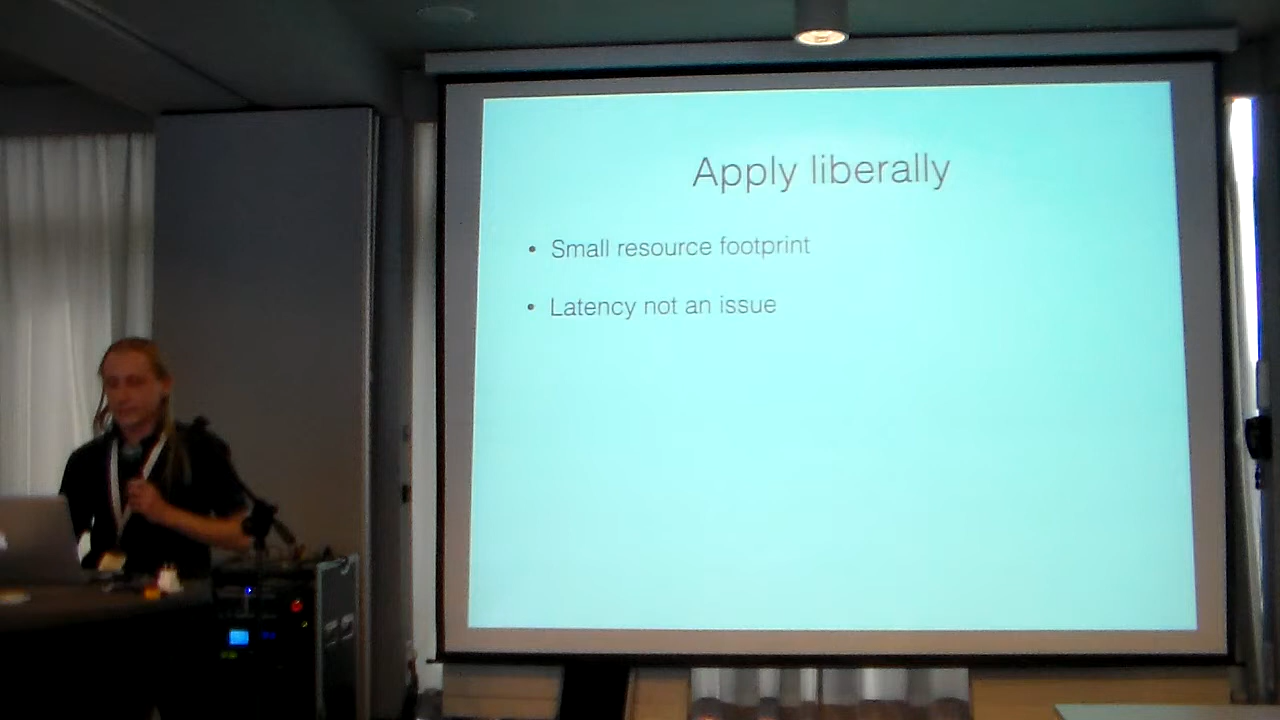 Apply liberally
• Small resource footprint
• Latency not an issue